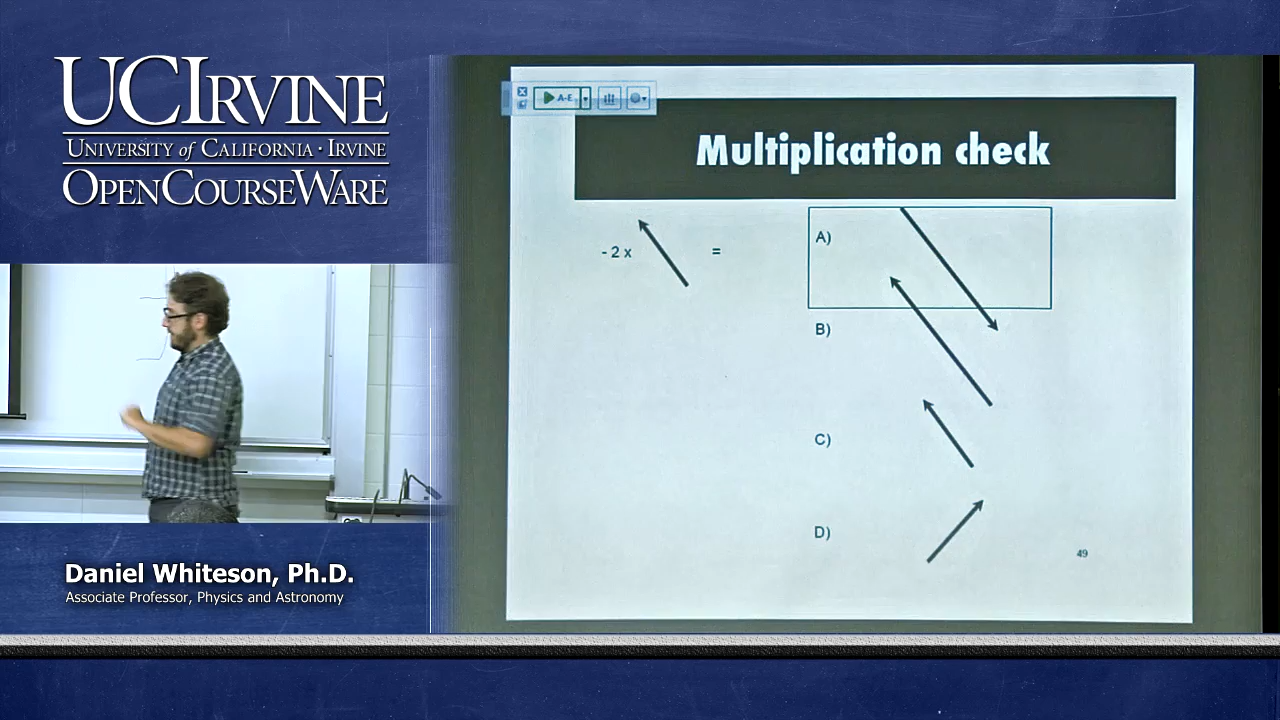 UCIRVINE
UNIVERSITY of CALIFORNIA · IRVINE
OPENCOURSEWARE
Daniel Whiteson, Ph.D.
Associate Professor, Physics and Astronomy
A-E
Multiplication check
- 2 x =
A)
B)
C)
D)
49